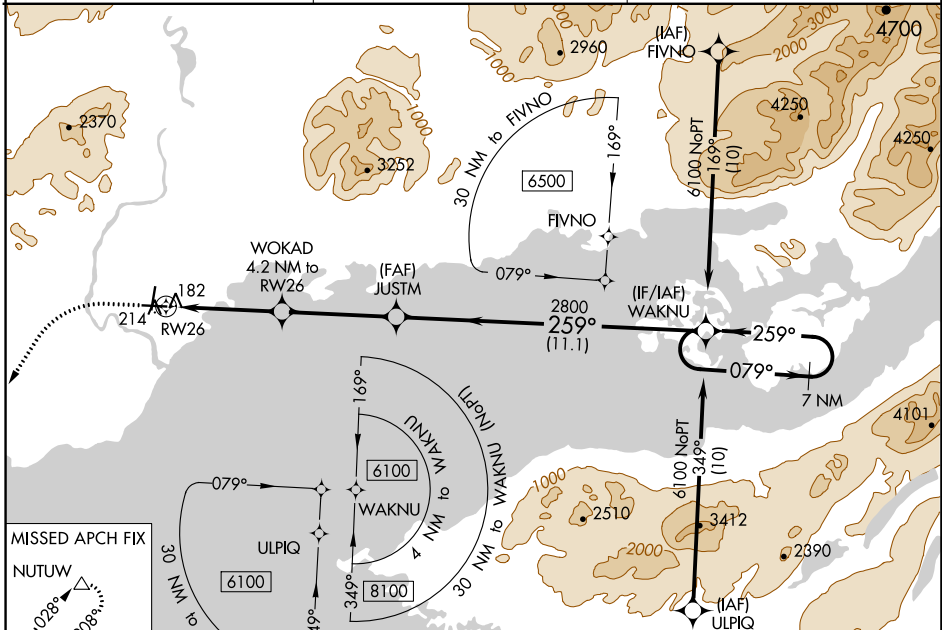 2960
1000
(IAF)
FIVNO
2000
3000
4700
2370
1000
3252
30 NM to FIVNO
169°
6500
FIVNO
079°
6100 NoPT
169°
(10)
4250
4250
1000
WOKAD
4.2 NM to
RW26
(FAF)
JUSTM
182
214
RW26
2800
259°
(11.1)
(IF/IAF)
WAKNU
259°
079°
7 NM
169°
6100
4 NM to WAKNU
30 NM to WAKNU (NoPT)
WAKNU
349°
8100
079°
ULPIQ
6100
30 NM to
6100 NoPT
349°
(10)
1000
2510
2000
3412
2390
4101
(IAF)
ULPIQ
MISSED APCH FIX
NUTUW
028°